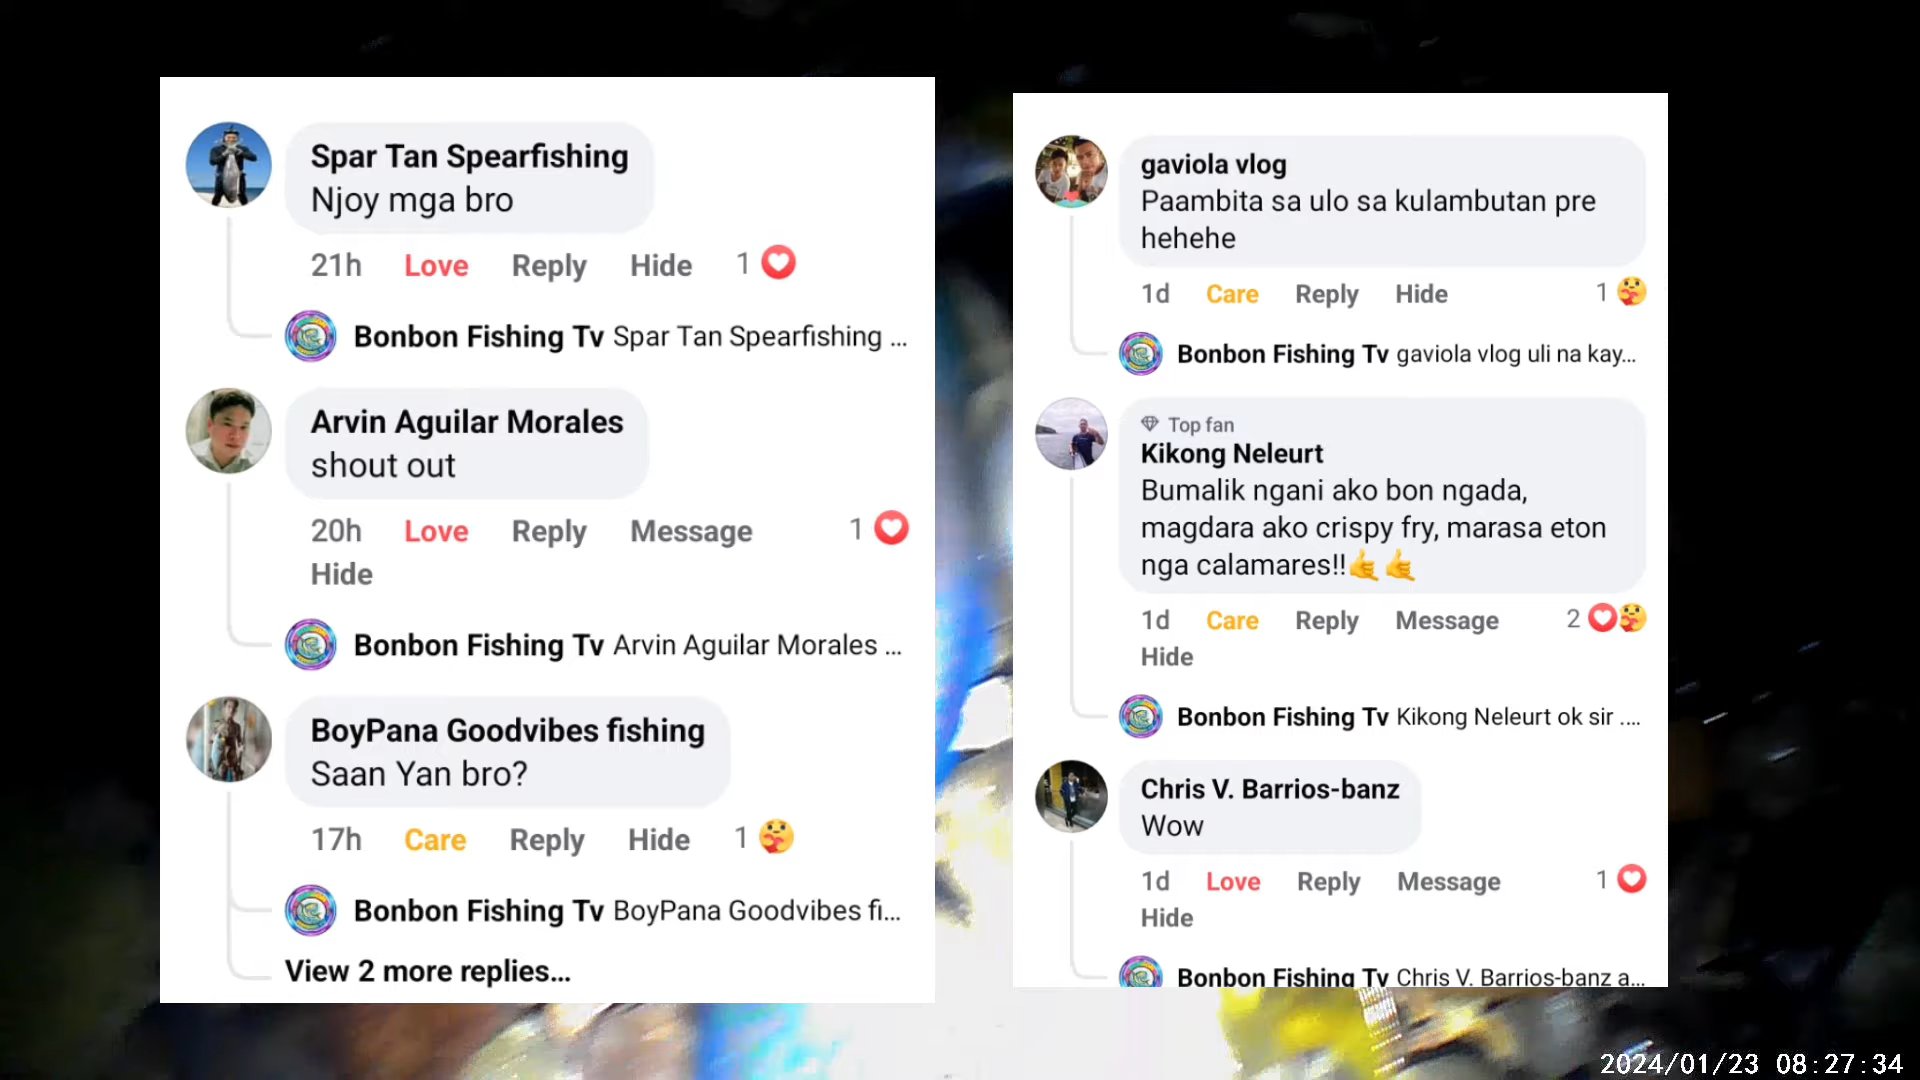 Spar Tan Spearfishing
Njoy mga bro
21h Love Reply Hide 1
Bonbon Fishing Tv Spar Tan Spearfishing ...
Arvin Aguilar Morales
shout out
20h Love Reply Message 1
Hide
Bonbon Fishing Tv Arvin Aguilar Morales ...
BoyPana Goodvibes fishing
Saan Yan bro?
17h Care Reply Hide 1
Bonbon Fishing Tv BoyPana Goodvibes fi...
View 2 more replies...
gaviola vlog
Paambita sa ulo sa kulambutan pre
hehehe
1d Care Reply Hide 1
Bonbon Fishing Tv gaviola vlog uli na kay...
Top fan
Kikong Neleurt
Bumalik ngani ako bon ngada,
magdara ako crispy fry, marasa eton
nga calamares!!🤙🤙
1d Care Reply Message 2
Hide
Bonbon Fishing Tv Kikong Neleurt ok sir ....
Chris V. Barrios-banz
Wow
1d Love Reply Message 1
Hide
Bonbon Fishing Tv Chris V. Barrios-banz a...
2024/01/23 08:27:34